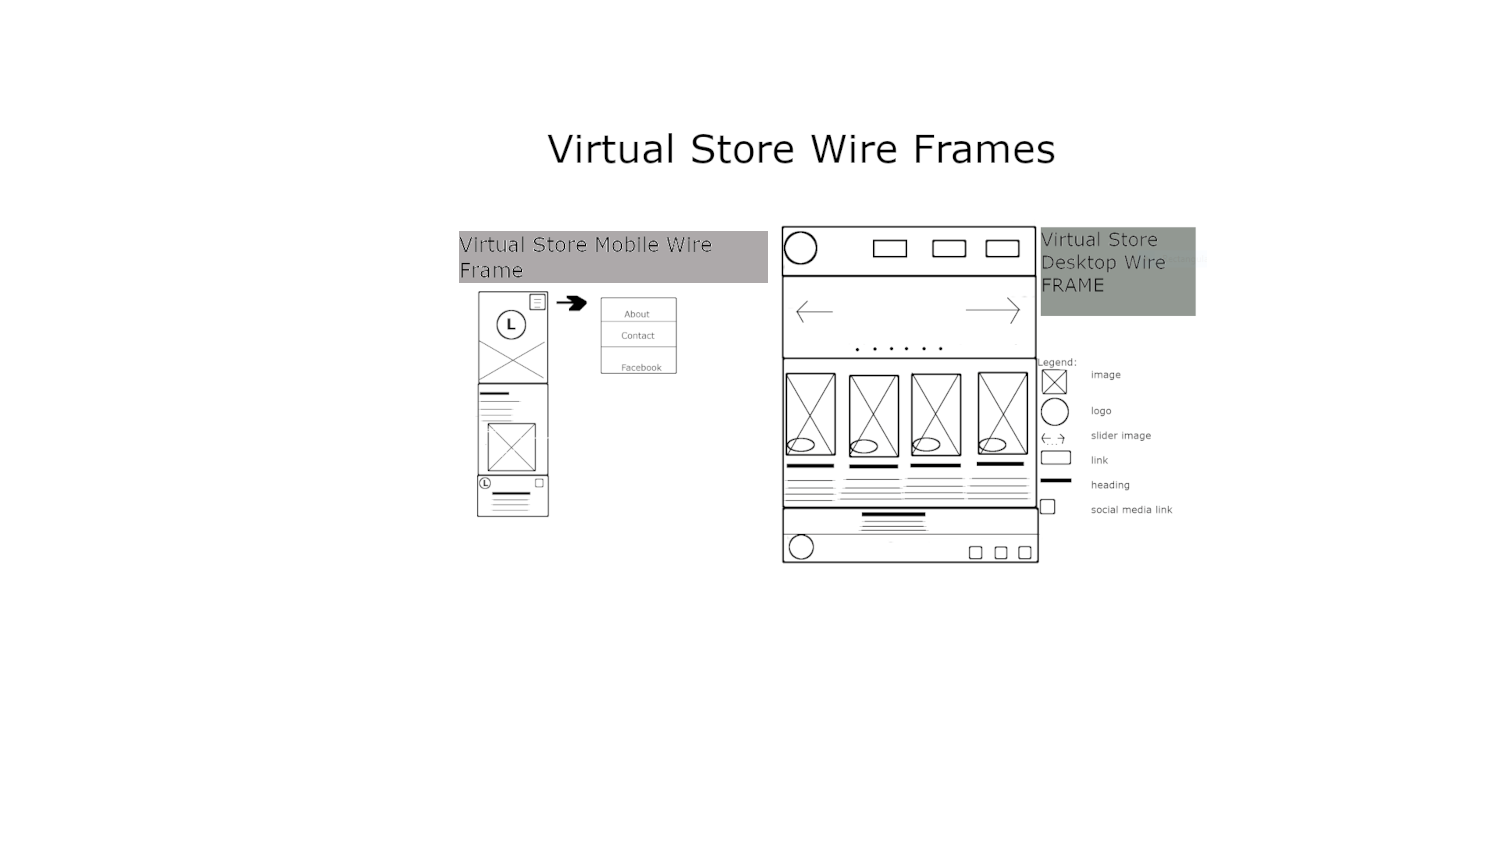 Virtual Store Wire Frames
Virtual Store Mobile Wire
Frame
L
About
Contact
Facebook
L
Virtual Store
Desktop Wire
FRAME
Legend:
image
logo
slider image
link
heading
social media link